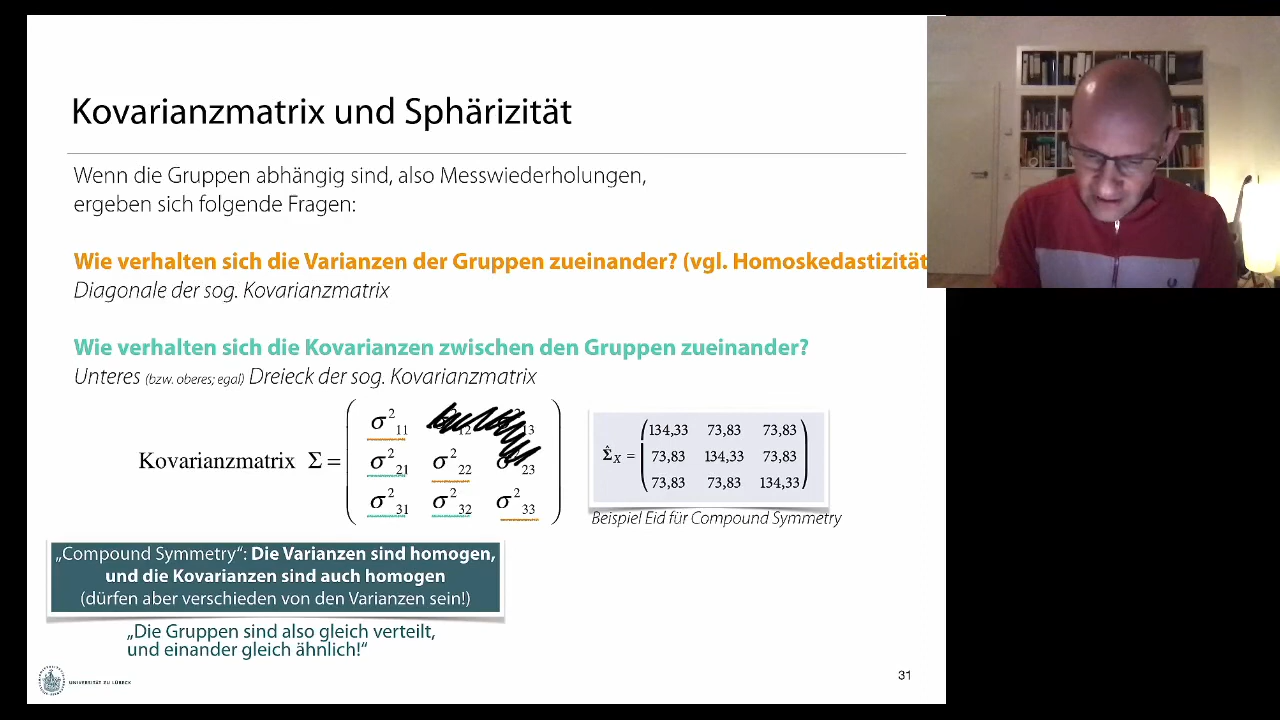 Kovarianzmatrix und Sphärizität
Wenn die Gruppen abhängig sind, also Messwiederholungen,
ergeben sich folgende Fragen:
Wie verhalten sich die Varianzen der Gruppen zueinander? (vgl. Homoskedastizität
Diagonale der sog. Kovarianzmatrix
Wie verhalten sich die Kovarianzen zwischen den Gruppen zueinander?
Unteres (bzw. oberes; egal) Dreieck der sog. Kovarianzmatrix
σ²₁₁ ₁₂ ₁₃
Kovarianzmatrix Σ = σ²₂₁ σ²₂₂ σ ₂₃
σ²₃₁ σ²₃₂ σ²₃₃
134,33 73,83 73,83
Σ̂X = 73,83 134,33 73,83
73,83 73,83 134,33
Beispiel Eid für Compound Symmetry
„Compound Symmetry“: Die Varianzen sind homogen,
und die Kovarianzen sind auch homogen
(dürfen aber verschieden von den Varianzen sein!)
„Die Gruppen sind also gleich verteilt,
und einander gleich ähnlich!“
UNIVERSITÄT ZU LÜBECK
31